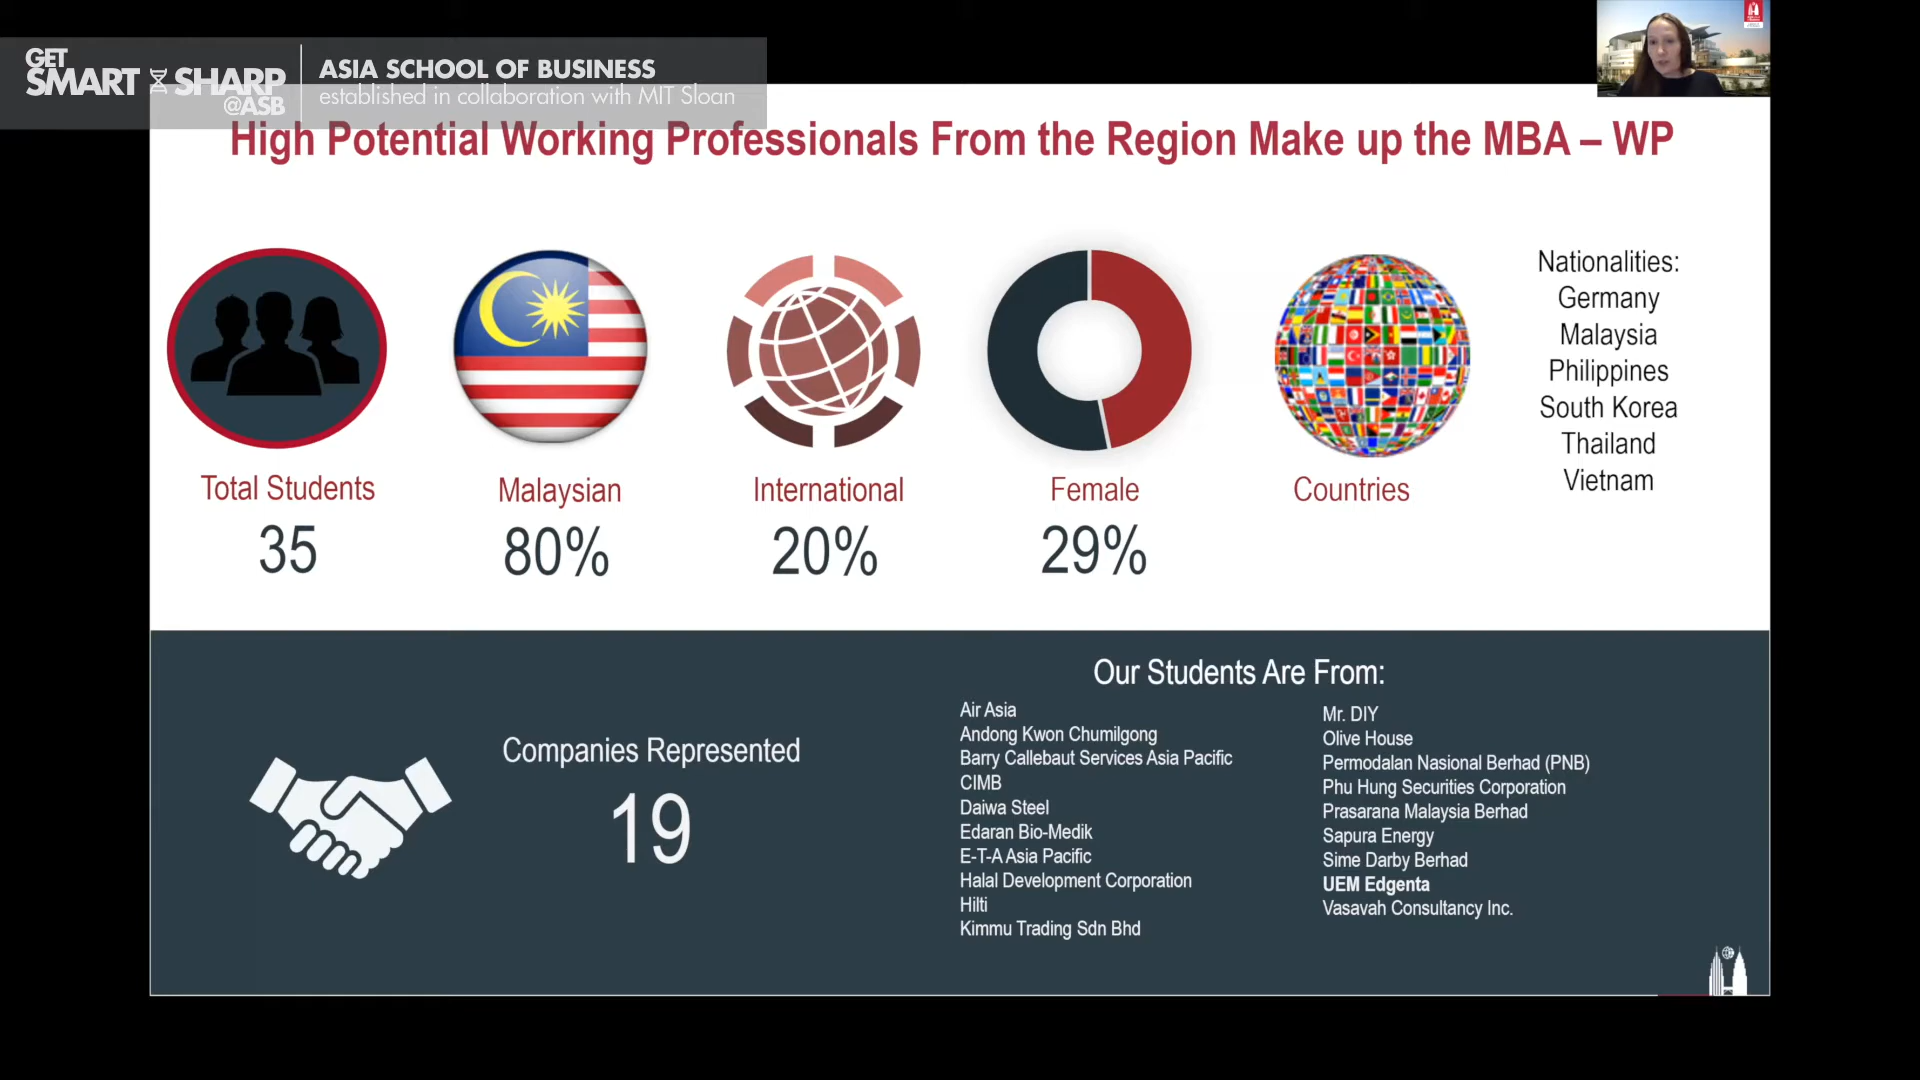 GET
SMART SHARP
@ASB
ASIA SCHOOL OF BUSINESS
established in collaboration with MIT Sloan
High Potential Working Professionals From the Region Make up the MBA – WP
Total Students
35
Malaysian
80%
International
20%
Female
29%
Countries
Nationalities:
Germany
Malaysia
Philippines
South Korea
Thailand
Vietnam
Companies Represented
19
Our Students Are From:
Air Asia
Andong Kwon Chumilgong
Barry Callebaut Services Asia Pacific
CIMB
Daiwa Steel
Edaran Bio-Medik
E-T-A Asia Pacific
Halal Development Corporation
Hilti
Kimmu Trading Sdn Bhd
Mr. DIY
Olive House
Permodalan Nasional Berhad (PNB)
Phu Hung Securities Corporation
Prasarana Malaysia Berhad
Sapura Energy
Sime Darby Berhad
UEM Edgenta
Vasavah Consultancy Inc.